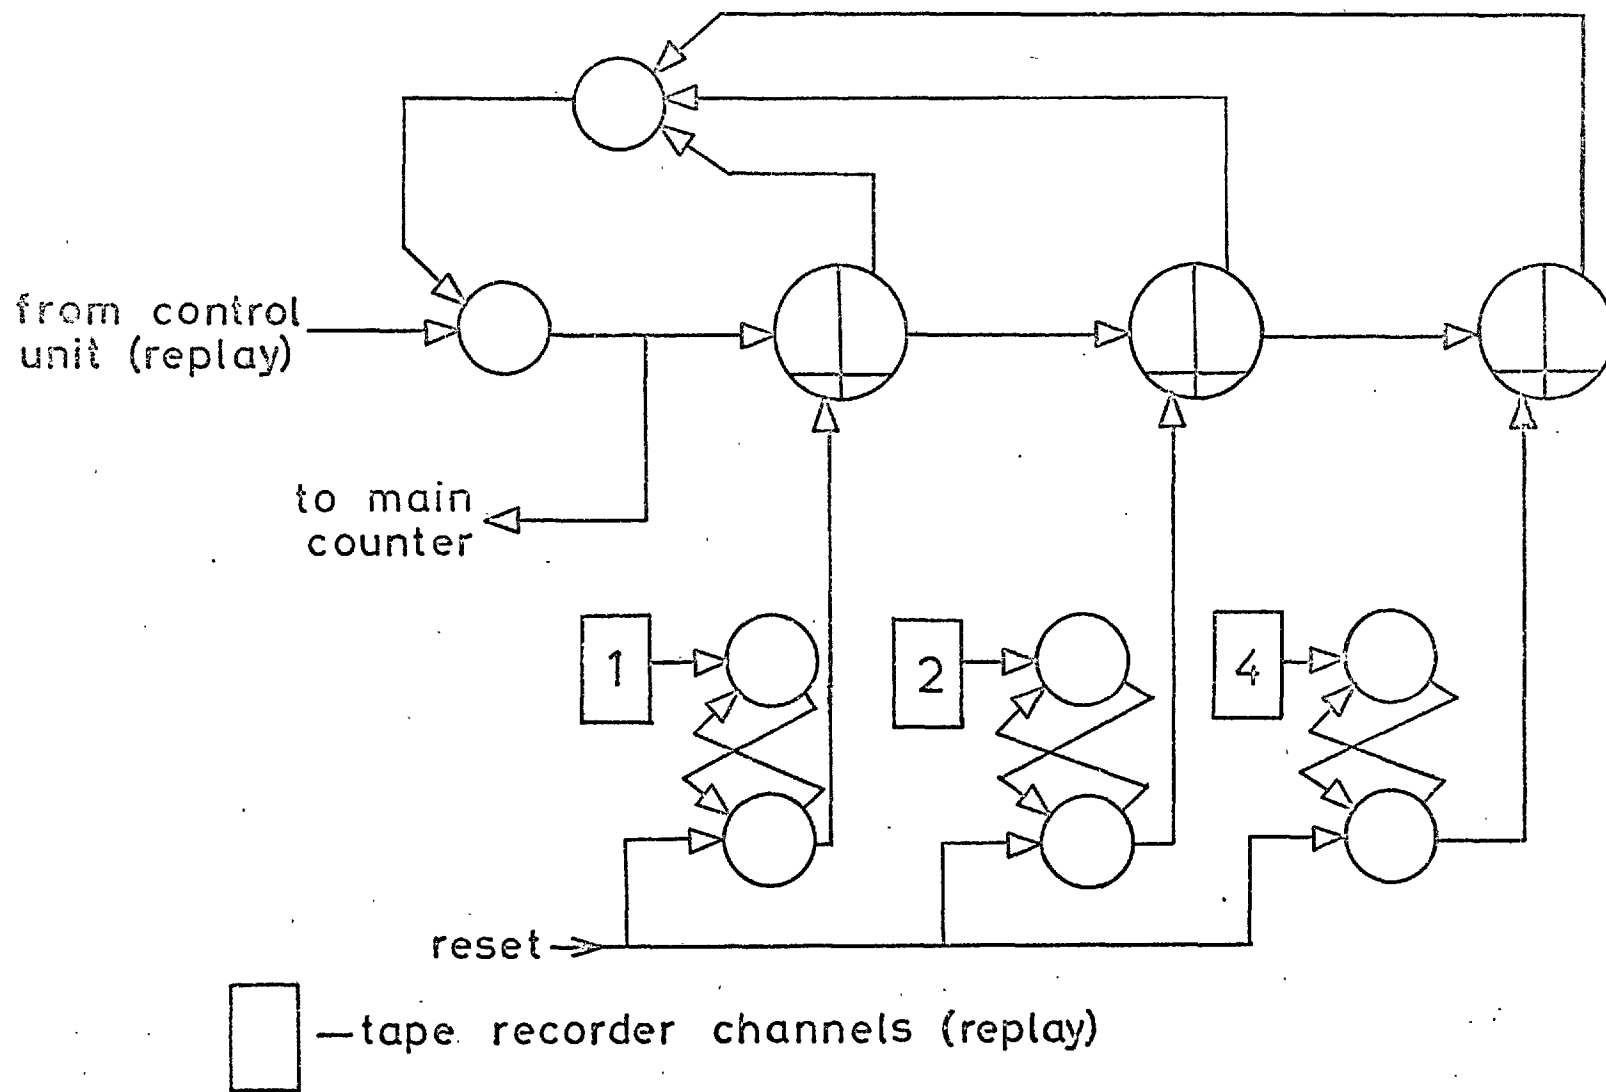 from control
unit (replay)
to main
counter
1
2
4
reset
—tape recorder channels (replay)